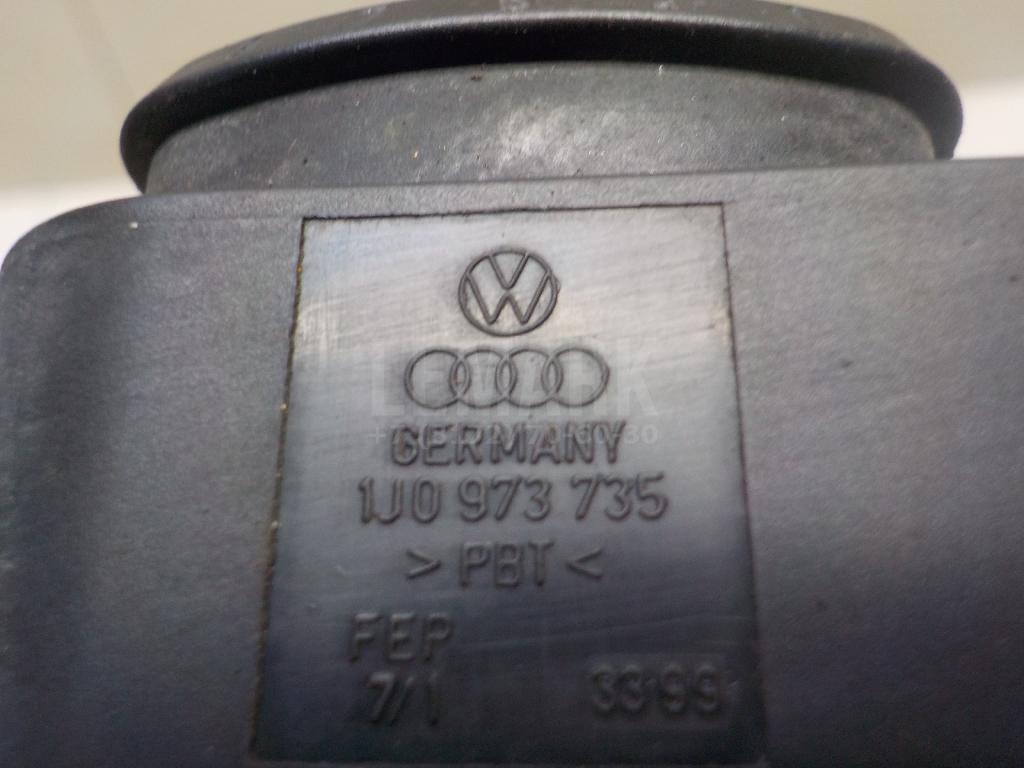 GERMANY
1J0 973 735
> PBT <
FEP
7/1 33 99